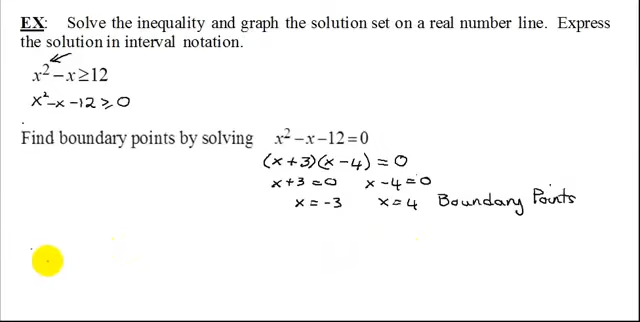 EX: Solve the inequality and graph the solution set on a real number line. Express
the solution in interval notation.
x² – x ≥ 12
x² - x - 12 ≥ 0
Find boundary points by solving x² – x – 12 = 0
(x + 3)(x - 4) = 0
x + 3 = 0 x - 4 = 0
x = -3 x = 4 Boundary Points